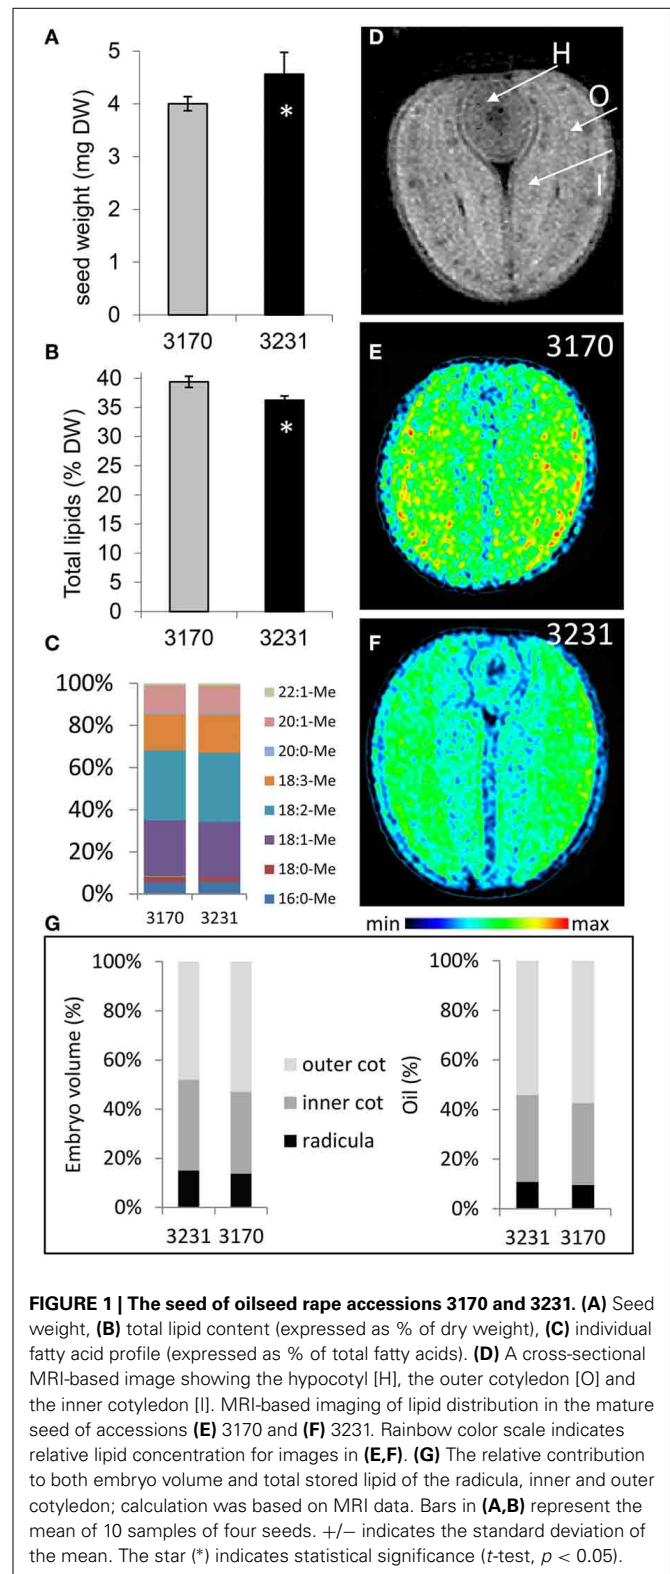 A
seed weight (mg DW)
5
4
3
2
1
0
*
3170 3231
B
Total lipids (% DW)
40
35
30
25
20
15
10
5
0
*
3170 3231
C
100%
80%
60%
40%
20%
0%
3170 3231
22:1-Me
20:1-Me
20:0-Me
18:3-Me
18:2-Me
18:1-Me
18:0-Me
16:0-Me
D
H
O
I
E
3170
F
3231
min max
G
Embryo volume (%)
100%
80%
60%
40%
20%
0%
3231 3170
outer cot
inner cot
radicula
Oil (%)
100%
80%
60%
40%
20%
0%
3231 3170
FIGURE 1 | The seed of oilseed rape accessions 3170 and 3231. (A) Seed
weight, (B) total lipid content (expressed as % of dry weight), (C) individual
fatty acid profile (expressed as % of total fatty acids). (D) A cross-sectional
MRI-based image showing the hypocotyl [H], the outer cotyledon [O] and
the inner cotyledon [I]. MRI-based imaging of lipid distribution in the mature
seed of accessions (E) 3170 and (F) 3231. Rainbow color scale indicates
relative lipid concentration for images in (E,F). (G) The relative contribution
to both embryo volume and total stored lipid of the radicula, inner and outer
cotyledon; calculation was based on MRI data. Bars in (A,B) represent the
mean of 10 samples of four seeds. +/− indicates the standard deviation of
the mean. The star (*) indicates statistical significance (t-test, p < 0.05).